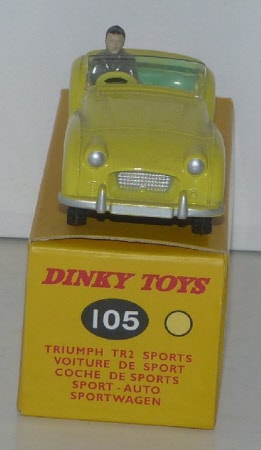 DINKY TOYS
105
TRIUMPH TR2 SPORTS
VOITURE DE SPORT
COCHE DE SPORTS
SPORT-AUTO
SPORTWAGEN